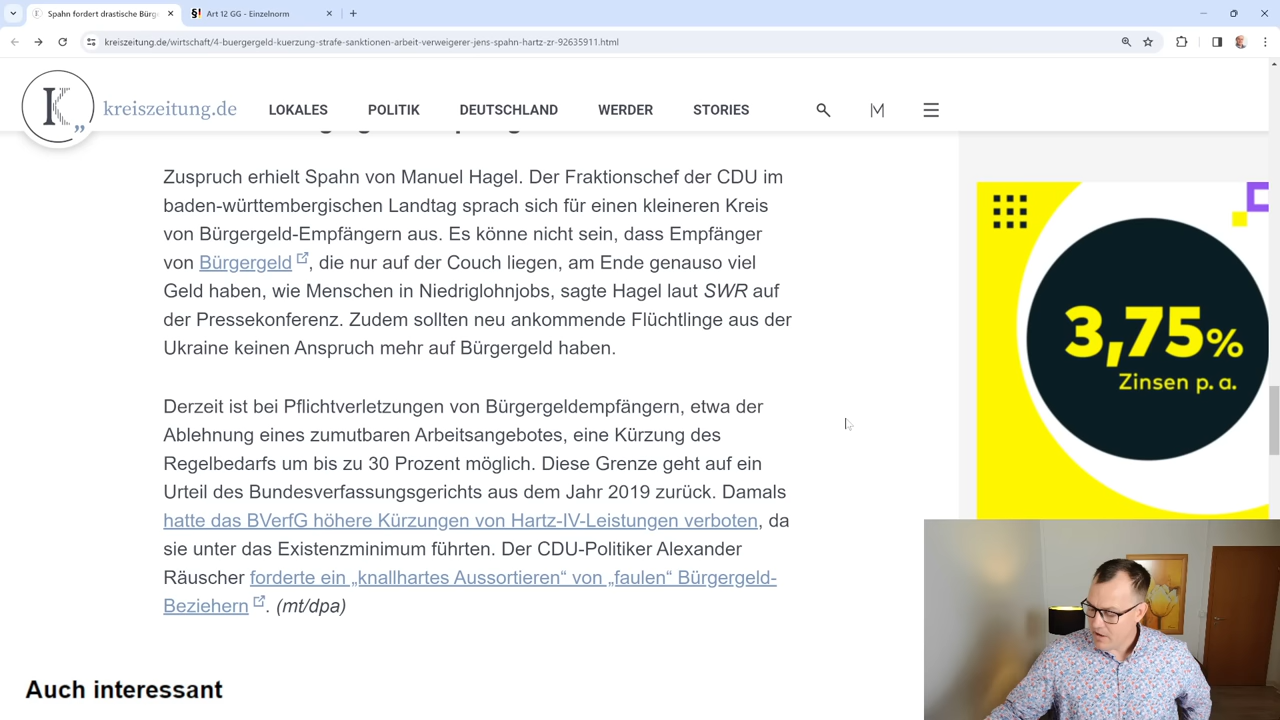 Spahn fordert drastische Bürg
Art 12 GG - Einzelnorm
kreiszeitung.de/wirtschaft/4-buergergeld-kuerzung-strafe-sanktionen-arbeit-verweigerer-jens-spahn-hartz-zr-92635911.html
K
kreiszeitung.de
LOKALES
POLITIK
DEUTSCHLAND
WERDER
STORIES
Zuspruch erhielt Spahn von Manuel Hagel. Der Fraktionschef der CDU im
baden-württembergischen Landtag sprach sich für einen kleineren Kreis
von Bürgergeld-Empfängern aus. Es könne nicht sein, dass Empfänger
von Bürgergeld, die nur auf der Couch liegen, am Ende genauso viel
Geld haben, wie Menschen in Niedriglohnjobs, sagte Hagel laut SWR auf
der Pressekonferenz. Zudem sollten neu ankommende Flüchtlinge aus der
Ukraine keinen Anspruch mehr auf Bürgergeld haben.
Derzeit ist bei Pflichtverletzungen von Bürgergeldempfängern, etwa der
Ablehnung eines zumutbaren Arbeitsangebotes, eine Kürzung des
Regelbedarfs um bis zu 30 Prozent möglich. Diese Grenze geht auf ein
Urteil des Bundesverfassungsgerichts aus dem Jahr 2019 zurück. Damals
hatte das BVerfG höhere Kürzungen von Hartz-IV-Leistungen verboten, da
sie unter das Existenzminimum führten. Der CDU-Politiker Alexander
Räuscher forderte ein „knallhartes Aussortieren“ von „faulen“ Bürgergeld-
Beziehern. (mt/dpa)
Auch interessant
3,75%
Zinsen p. a.